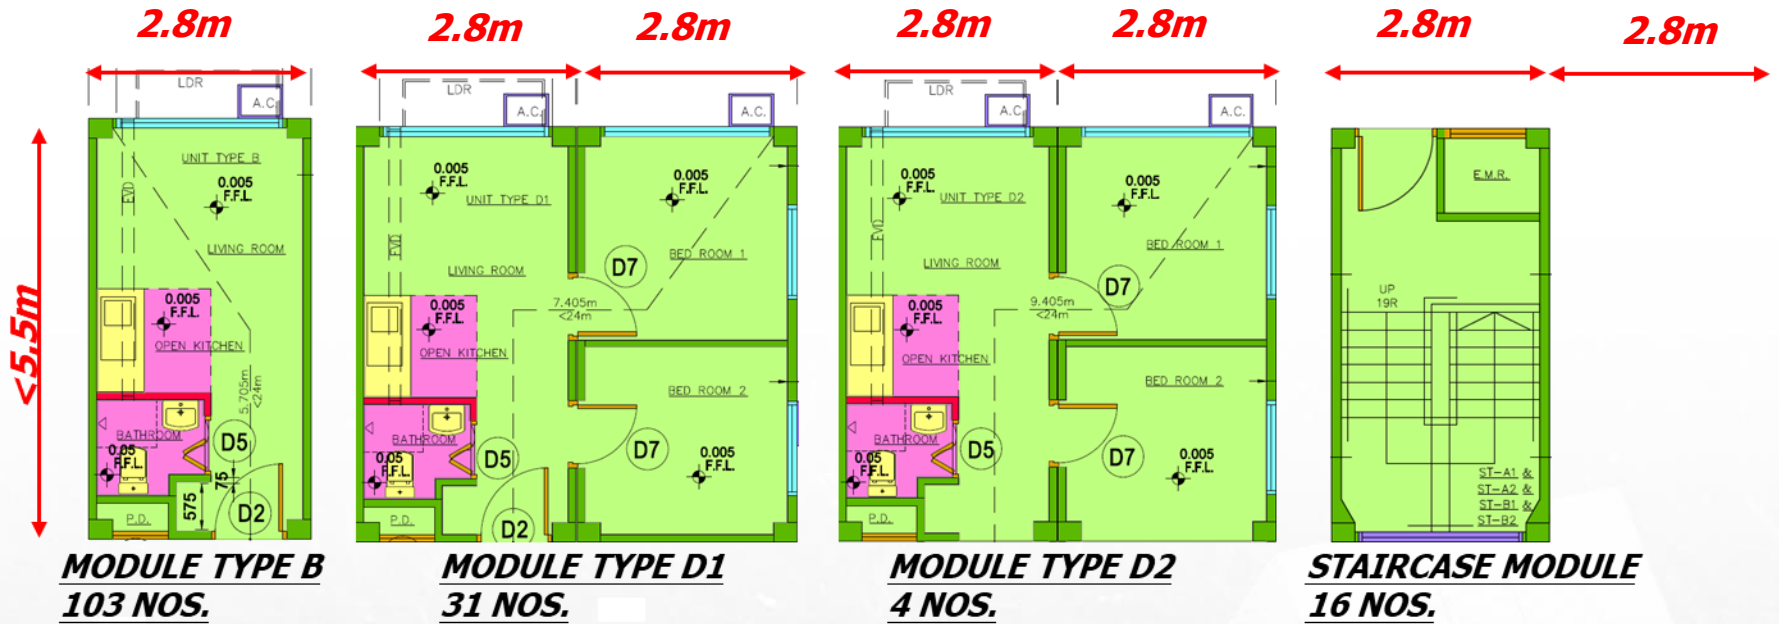 2.8m
2.8m
2.8m
2.8m
2.8m
2.8m
2.8m
<5.5m
LDR
A.C.
UNIT TYPE B
EVD
0.005
F.F.L.
LIVING ROOM
0.005
F.F.L.
OPEN KITCHEN
5.705m
<24m
BATHROOM
D5
0.05
F.F.L.
75
575
D2
P.D.
MODULE TYPE B
103 NOS.
LDR
A.C.
A.C.
0.005
F.F.L.
UNIT TYPE D1
0.005
F.F.L.
EVD
LIVING ROOM
BED ROOM 1
D7
0.005
F.F.L.
7.405m
<24m
OPEN KITCHEN
BED ROOM 2
BATHROOM
D5
D7
0.05
F.F.L.
0.005
F.F.L.
P.D.
D2
MODULE TYPE D1
31 NOS.
LDR
A.C.
A.C.
0.005
F.F.L.
UNIT TYPE D2
0.005
F.F.L.
EVD
LIVING ROOM
BED ROOM 1
D7
0.005
F.F.L.
9.405m
<24m
OPEN KITCHEN
BED ROOM 2
BATHROOM
D5
D7
0.05
F.F.L.
0.005
F.F.L.
P.D.
MODULE TYPE D2
4 NOS.
E.M.R.
UP
19R
ST-A1 &
ST-A2 &
ST-B1 &
ST-B2
STAIRCASE MODULE
16 NOS.